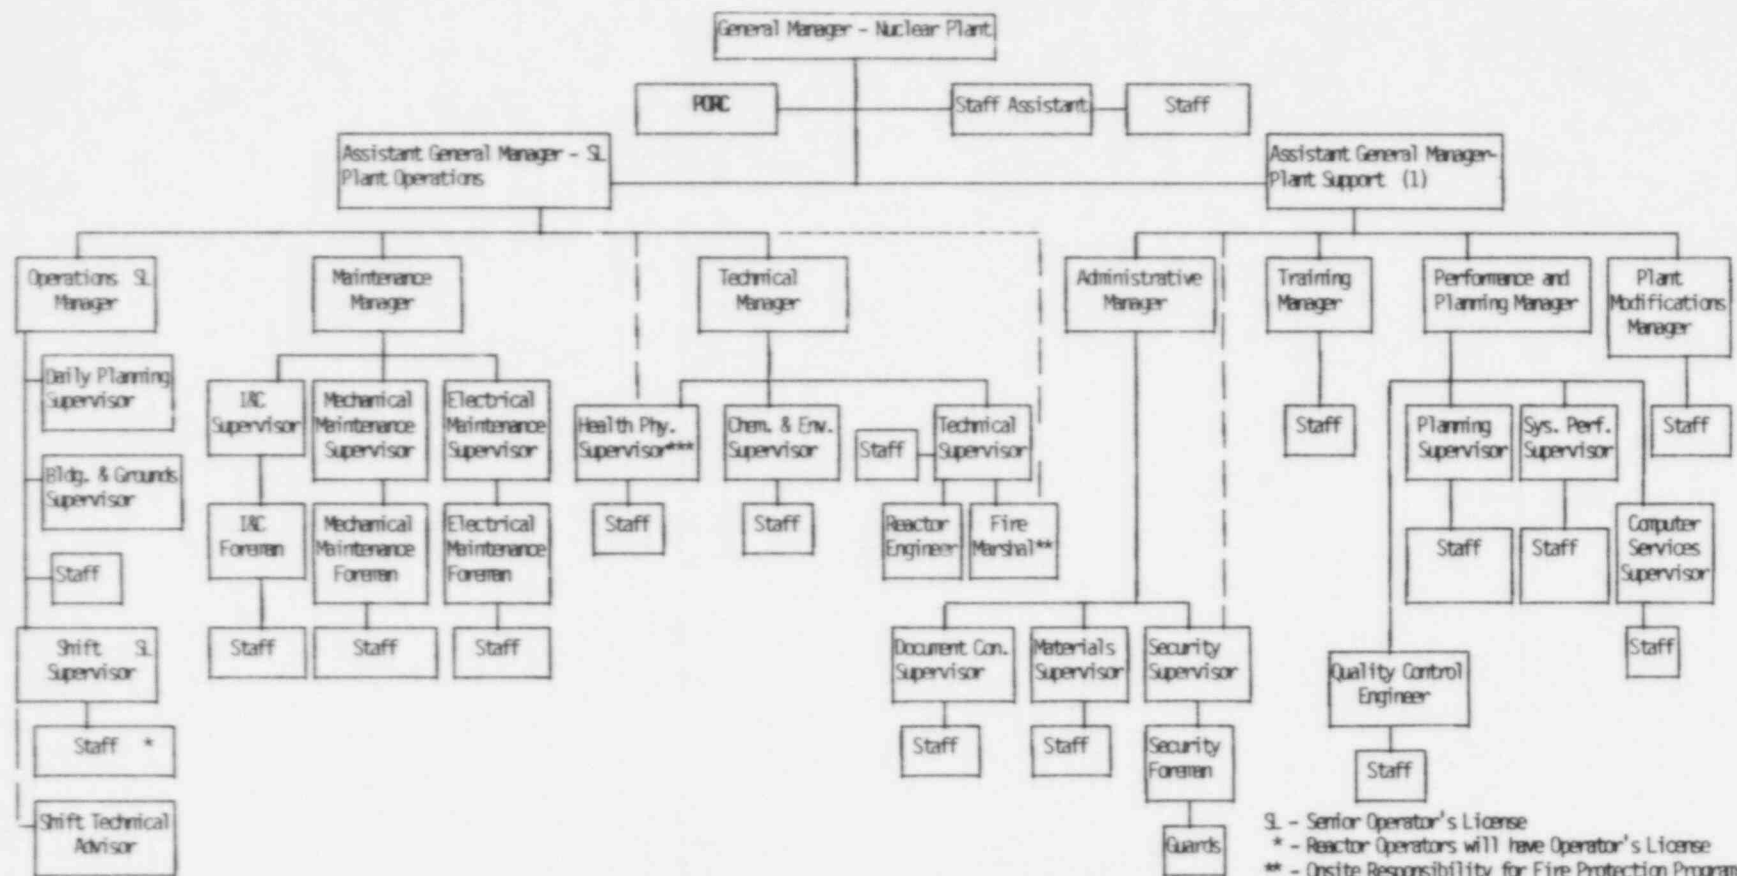 General Manager - Nuclear Plant
PORC
Staff Assistant
Staff
Assistant General Manager - SL
Plant Operations
Assistant General Manager-
Plant Support (1)
Operations SL
Manager
Maintenance
Manager
Technical
Manager
Administrative
Manager
Training
Manager
Performance and
Planning Manager
Plant
Modifications
Manager
Daily Planning
Supervisor
Bldg. & Grounds
Supervisor
Staff
Shift SL
Supervisor
Staff *
Shift Technical
Advisor
I&C
Supervisor
Mechanical
Maintenance
Supervisor
Electrical
Maintenance
Supervisor
I&C
Foreman
Mechanical
Maintenance
Foreman
Electrical
Maintenance
Foreman
Staff
Staff
Staff
Health Phy.
Supervisor***
Chem. & Env.
Supervisor
Staff
Technical
Supervisor
Staff
Staff
Reactor
Engineer
Fire
Marshal**
Document Con.
Supervisor
Materials
Supervisor
Security
Supervisor
Staff
Staff
Security
Foreman
Guards
Staff
Planning
Supervisor
Sys. Perf.
Supervisor
Staff
Staff
Staff
Computer
Services
Supervisor
Staff
Quality Control
Engineer
Staff
SL - Senior Operator's License
* - Reactor Operators will have Operator's License
** - Onsite Responsibility for Fire Protection Program